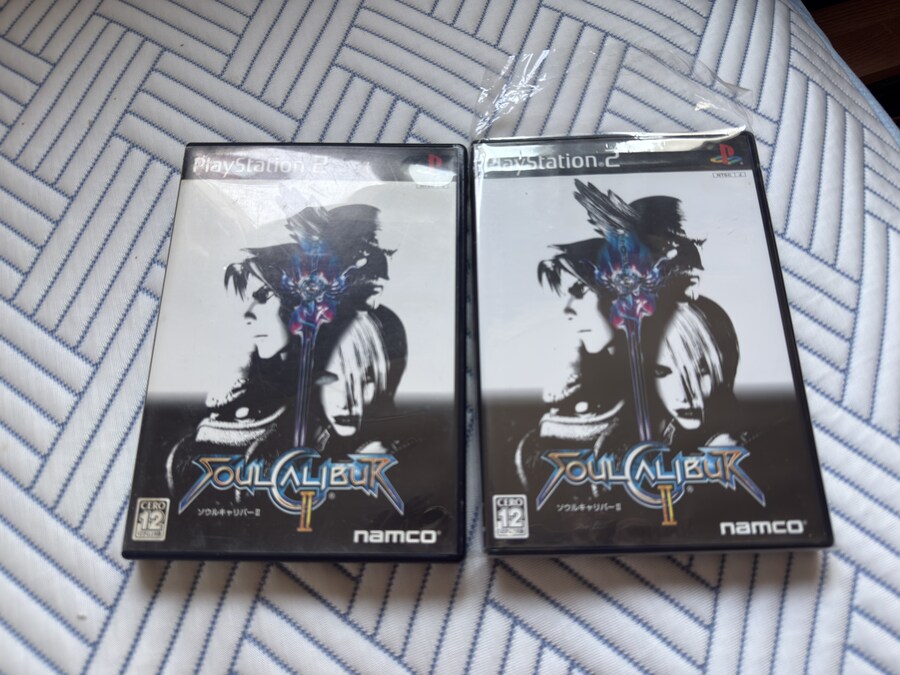 PlayStation 2
SOULCALIBUR
II
ソウルキャリバーII
CERO
12
namco
PlayStation 2
SOULCALIBUR
II
ソウルキャリバーII
CERO
12
namco